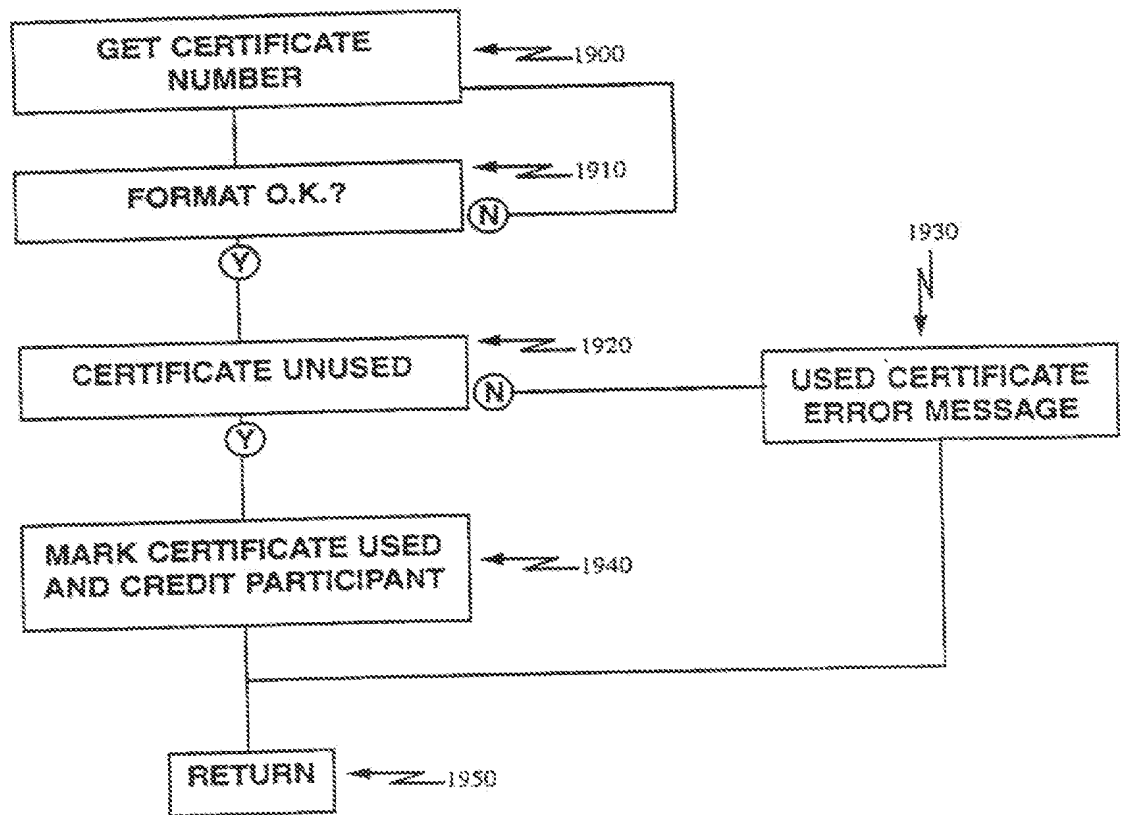 GET CERTIFICATE
NUMBER
1900
FORMAT O.K.?
1910
N
Y
1930
CERTIFICATE UNUSED
1920
N
Y
USED CERTIFICATE
ERROR MESSAGE
MARK CERTIFICATE USED
AND CREDIT PARTICIPANT
1940
RETURN
1950